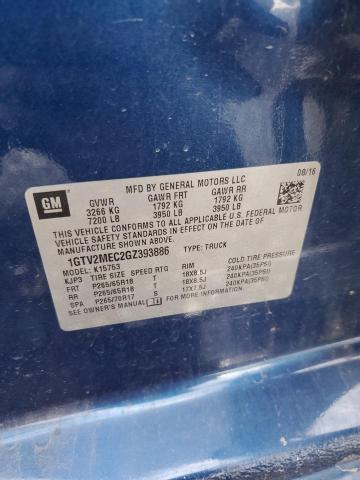 GM
MFD BY GENERAL MOTORS LLC
08/16
GVWR GAWR FRT GAWR RR
3266 KG 1792 KG 1792 KG
7200 LB 3950 LB 3950 LB
THIS VEHICLE CONFORMS TO ALL APPLICABLE U.S. FEDERAL MOTOR
VEHICLE SAFETY AND THEFT PREVENTION STANDARDS IN EFFECT ON
THE DATE OF MANUFACTURE SHOWN ABOVE.
1GTV2MEC2GZ393886 TYPE: TRUCK
MODEL: K15753
KJP3 TIRE SIZE SPEED RTG RIM COLD TIRE PRESSURE
FRT P265/65R18 T 18X8.5J 240KPA(35PSI)
RR P265/65R18 T 18X8.5J 240KPA(35PSI)
SPA P265/70R17 S 17X7.5J 240KPA(35PSI)
SEE OWNER'S MANUAL